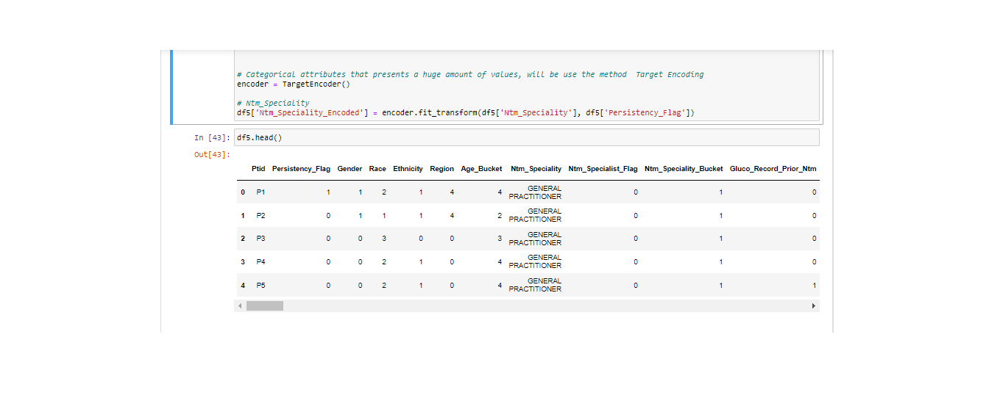 # Categorical attributes that presents a huge amount of values, will be use the method  Target Encoding
encoder = TargetEncoder()
# Ntm_Speciality
df5['Ntm_Speciality_Encoded'] = encoder.fit_transform(df5['Ntm_Speciality'], df5['Persistency_Flag'])
In [43]: df5.head()
Out[43]:
Ptid Persistency_Flag Gender Race Ethnicity Region Age_Bucket Ntm_Speciality Ntm_Specialist_Flag Ntm_Speciality_Bucket Gluco_Record_Prior_Ntm
0 P1 1 1 2 1 4 4 GENERAL PRACTITIONER 0 1 0
1 P2 0 1 1 1 4 2 GENERAL PRACTITIONER 0 1 0
2 P3 0 0 3 0 0 3 GENERAL PRACTITIONER 0 1 0
3 P4 0 0 2 1 0 4 GENERAL PRACTITIONER 0 1 0
4 P5 0 0 2 1 0 4 GENERAL PRACTITIONER 0 1 1